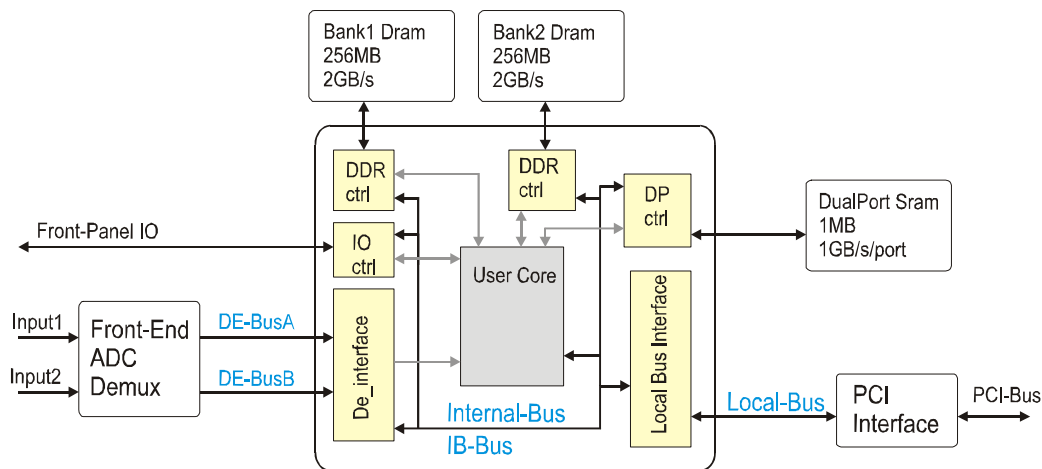 Bank1 Dram
256MB
2GB/s
Bank2 Dram
256MB
2GB/s
DDR
ctrl
DDR
ctrl
DP
ctrl
DualPort Sram
1MB
1GB/s/port
Front-Panel IO
IO
ctrl
User Core
Input1
Input2
Front-End
ADC
Demux
DE-BusA
DE-BusB
De_interface
Local Bus Interface
Internal-Bus
IB-Bus
Local-Bus
PCI
Interface
PCI-Bus